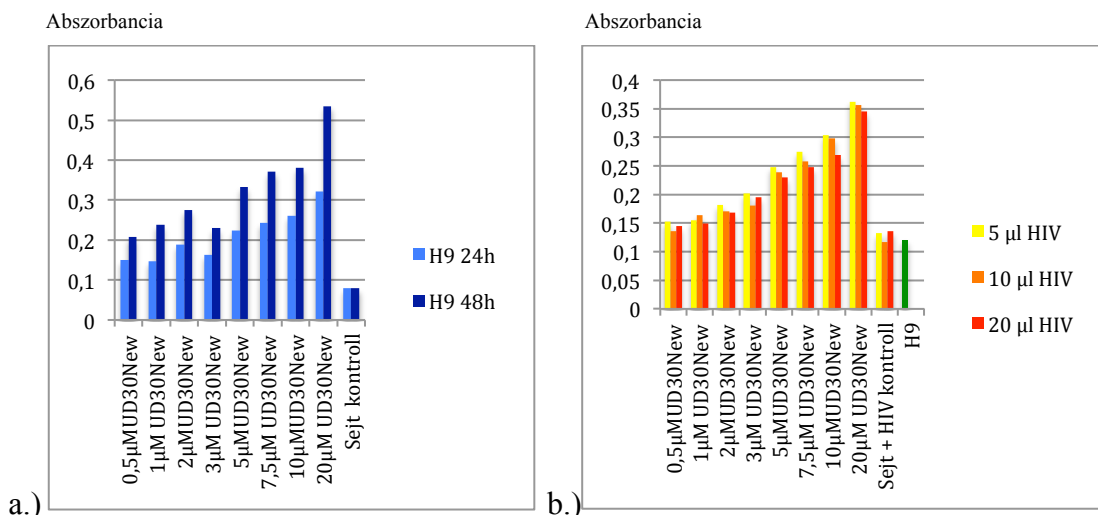 Abszorbancia
0,6
0,5
0,4
0,3
0,2
0,1
0
0,5µMUD30New
1µM UD30New
2µMUD30New
3µM UD30New
5µMUD30New
7,5µM UD30New
10µMUD30New
20µM UD30New
Sejt kontroll
H9 24h
H9 48h
a.)
Abszorbancia
0,4
0,35
0,3
0,25
0,2
0,15
0,1
0,05
0
0,5µMUD30New
1µM UD30New
2µMUD30New
3µM UD30New
5µMUD30New
7,5µM UD30New
10µMUD30New
20µM UD30New
Sejt + HIV kontroll
H9
5 µl HIV
10 µl HIV
20 µl HIV
b.)